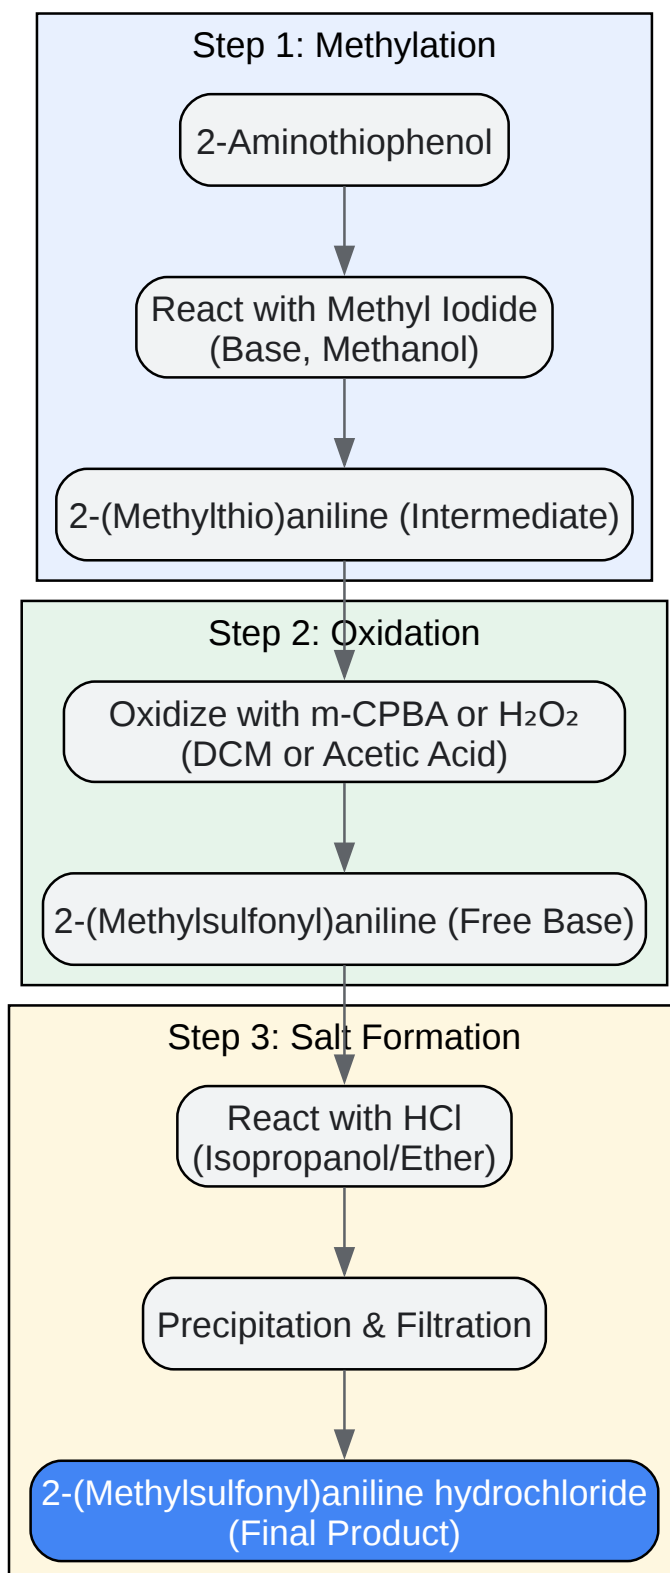 Step 1: Methylation
2-Aminothiophenol
React with Methyl Iodide
(Base, Methanol)
2-(Methylthio)aniline (Intermediate)
Step 2: Oxidation
Oxidize with m-CPBA or H₂O₂
(DCM or Acetic Acid)
2-(Methylsulfonyl)aniline (Free Base)
Step 3: Salt Formation
React with HCl
(Isopropanol/Ether)
Precipitation & Filtration
2-(Methylsulfonyl)aniline hydrochloride
(Final Product)